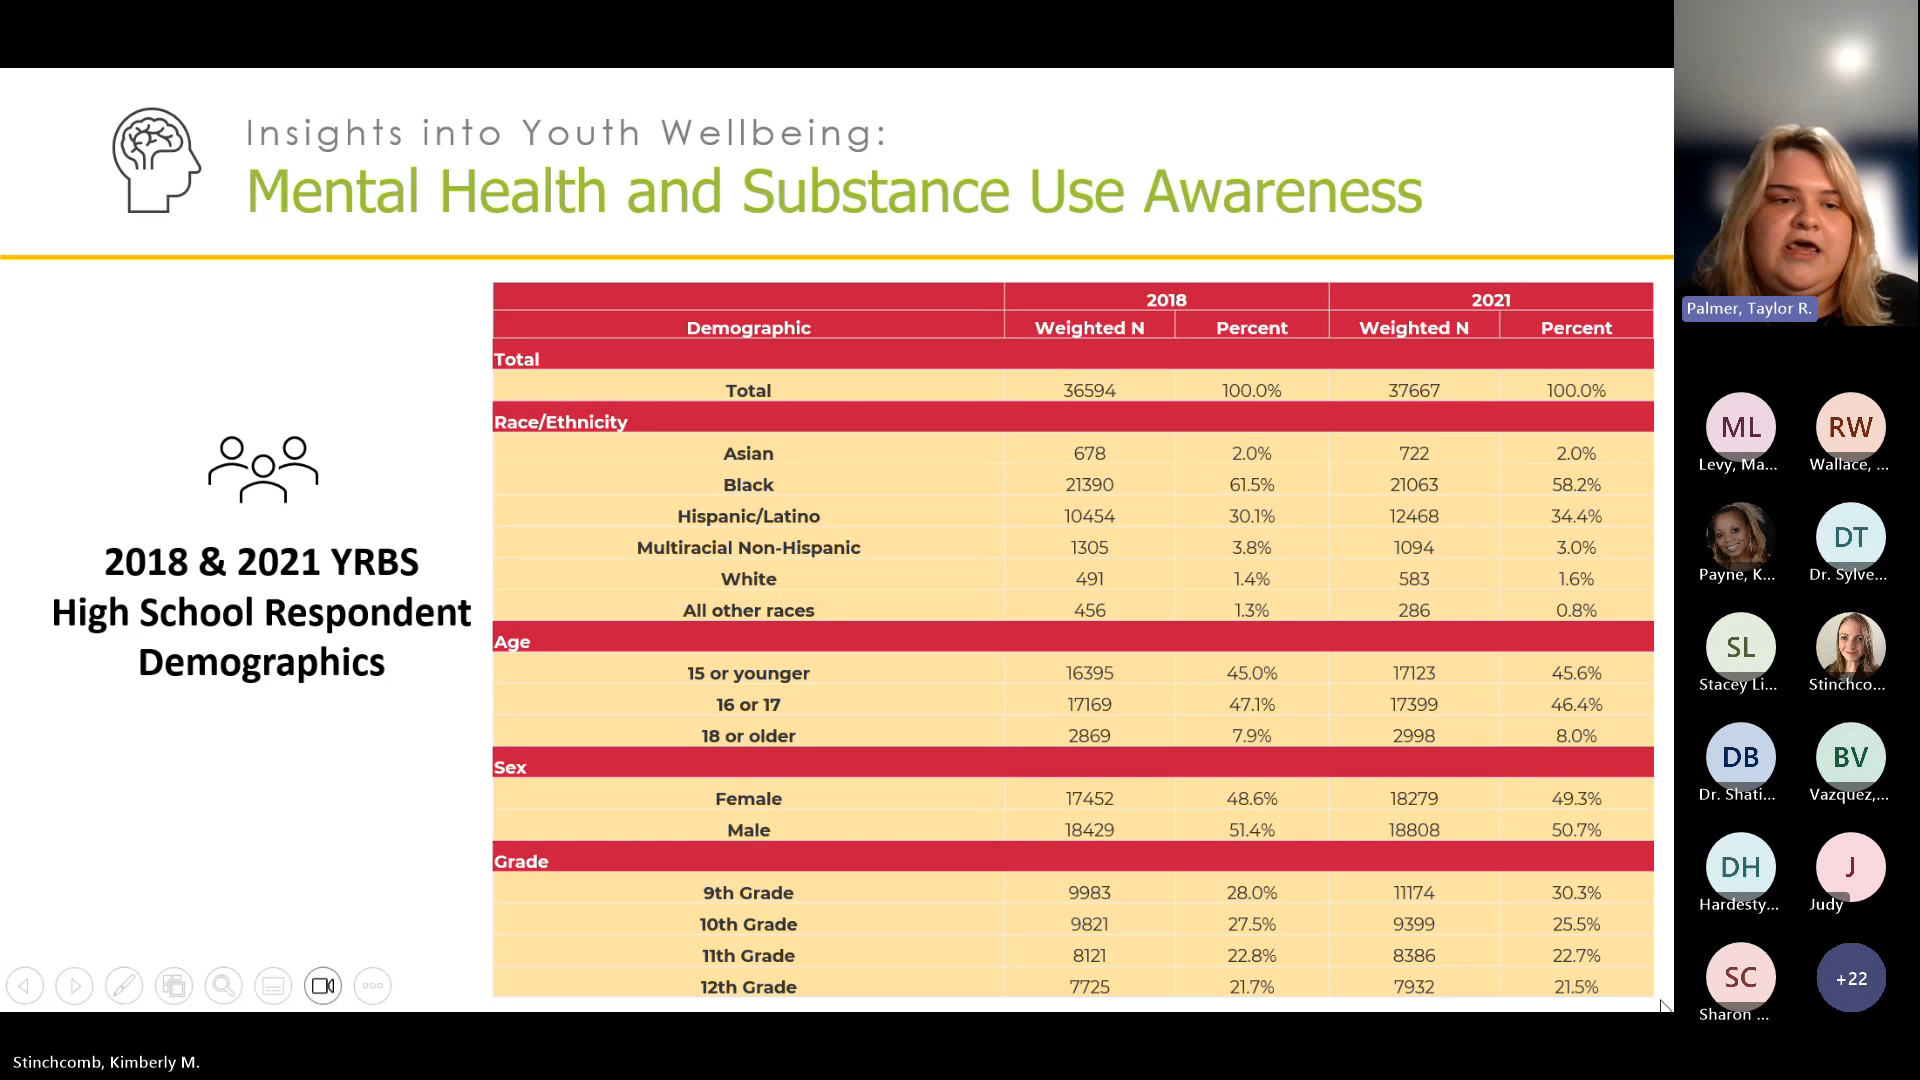 Insights into Youth Wellbeing:
Mental Health and Substance Use Awareness
2018 & 2021 YRBS
High School Respondent
Demographics
2018 2021
Demographic Weighted N Percent Weighted N Percent
Total
Total 36594 100.0% 37667 100.0%
Race/Ethnicity
Asian 678 2.0% 722 2.0%
Black 21390 61.5% 21063 58.2%
Hispanic/Latino 10454 30.1% 12468 34.4%
Multiracial Non-Hispanic 1305 3.8% 1094 3.0%
White 491 1.4% 583 1.6%
All other races 456 1.3% 286 0.8%
Age
15 or younger 16395 45.0% 17123 45.6%
16 or 17 17169 47.1% 17399 46.4%
18 or older 2869 7.9% 2998 8.0%
Sex
Female 17452 48.6% 18279 49.3%
Male 18429 51.4% 18808 50.7%
Grade
9th Grade 9983 28.0% 11174 30.3%
10th Grade 9821 27.5% 9399 25.5%
11th Grade 8121 22.8% 8386 22.7%
12th Grade 7725 21.7% 7932 21.5%
Palmer, Taylor R.
ML RW
Levy, Ma... Wallace, ...
DT
Payne, K... Dr. Sylve...
SL
Stacey Li... Stinchco...
DB BV
Dr. Shati... Vazquez,...
DH J
Hardesty... Judy
SC +22
Sharon ...
Stinchcomb, Kimberly M.